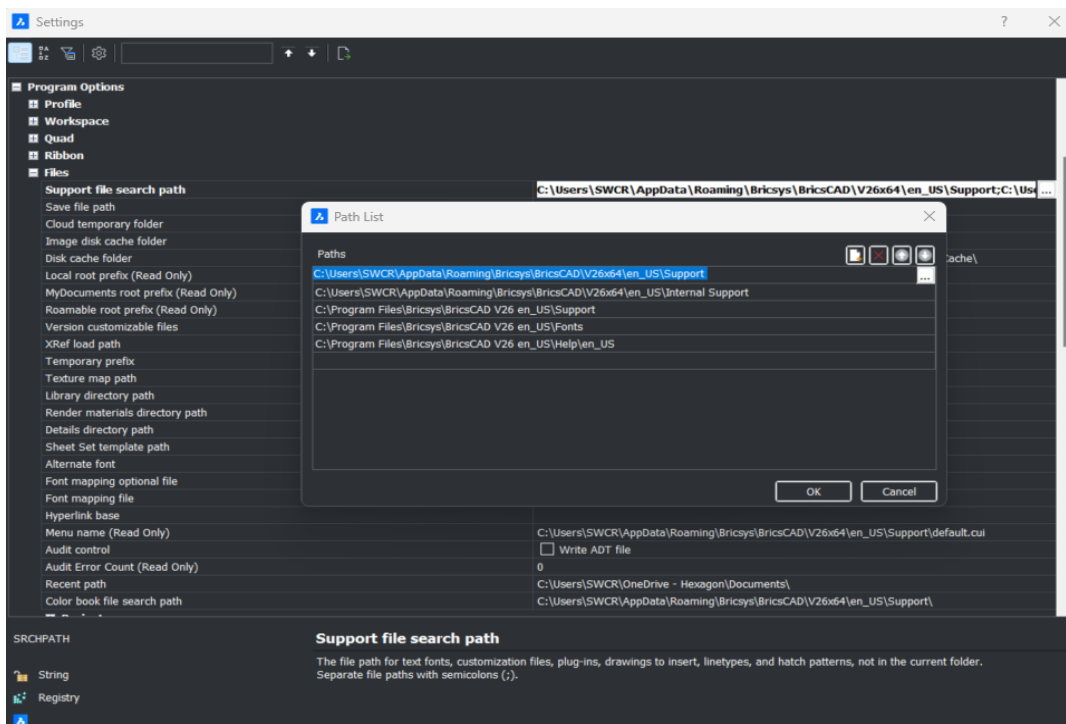 Settings
Program Options
Profile
Workspace
Quad
Ribbon
Files
Support file search path C:\Users\SWCR\AppData\Roaming\Bricsys\BricsCAD\V26x64\en_US\Support;C:\Use ...
Save file path
Cloud temporary folder
Image disk cache folder
Disk cache folder Cache\
Local root prefix (Read Only)
MyDocuments root prefix (Read Only)
Roamable root prefix (Read Only)
Version customizable files
XRef load path
Temporary prefix
Texture map path
Library directory path
Render materials directory path
Details directory path
Sheet Set template path
Alternate font
Font mapping optional file
Font mapping file
Hyperlink base
Menu name (Read Only) C:\Users\SWCR\AppData\Roaming\Bricsys\BricsCAD\V26x64\en_US\Support\default.cui
Audit control Write ADT file
Audit Error Count (Read Only) 0
Recent path C:\Users\SWCR\OneDrive - Hexagon\Documents\
Color book file search path C:\Users\SWCR\AppData\Roaming\Bricsys\BricsCAD\V26x64\en_US\Support\
Path List
Paths
C:\Users\SWCR\AppData\Roaming\Bricsys\BricsCAD\V26x64\en_US\Support ...
C:\Users\SWCR\AppData\Roaming\Bricsys\BricsCAD\V26x64\en_US\Internal Support
C:\Program Files\Bricsys\BricsCAD V26 en_US\Support
C:\Program Files\Bricsys\BricsCAD V26 en_US\Fonts
C:\Program Files\Bricsys\BricsCAD V26 en_US\Help\en_US
OK Cancel
SRCHPATH
String
Registry
Support file search path
The file path for text fonts, customization files, plug-ins, drawings to insert, linetypes, and hatch patterns, not in the current folder.
Separate file paths with semicolons (;).